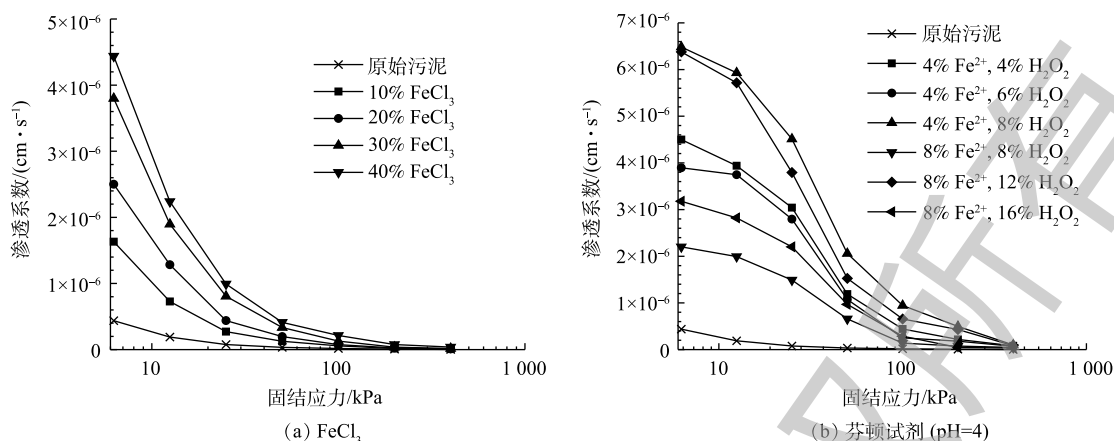 5×10⁻⁶
4×10⁻⁶
3×10⁻⁶
2×10⁻⁶
1×10⁻⁶
0
渗透系数/(cm·s⁻¹)
原始污泥
10% FeCl₃
20% FeCl₃
30% FeCl₃
40% FeCl₃
10
100
1 000
固结应力/kPa
(a) FeCl₃
7×10⁻⁶
6×10⁻⁶
5×10⁻⁶
4×10⁻⁶
3×10⁻⁶
2×10⁻⁶
1×10⁻⁶
0
渗透系数/(cm·s⁻¹)
原始污泥
4% Fe²⁺, 4% H₂O₂
4% Fe²⁺, 6% H₂O₂
4% Fe²⁺, 8% H₂O₂
8% Fe²⁺, 8% H₂O₂
8% Fe²⁺, 12% H₂O₂
8% Fe²⁺, 16% H₂O₂
10
100
1 000
固结应力/kPa
(b) 芬顿试剂 (pH=4)
所有